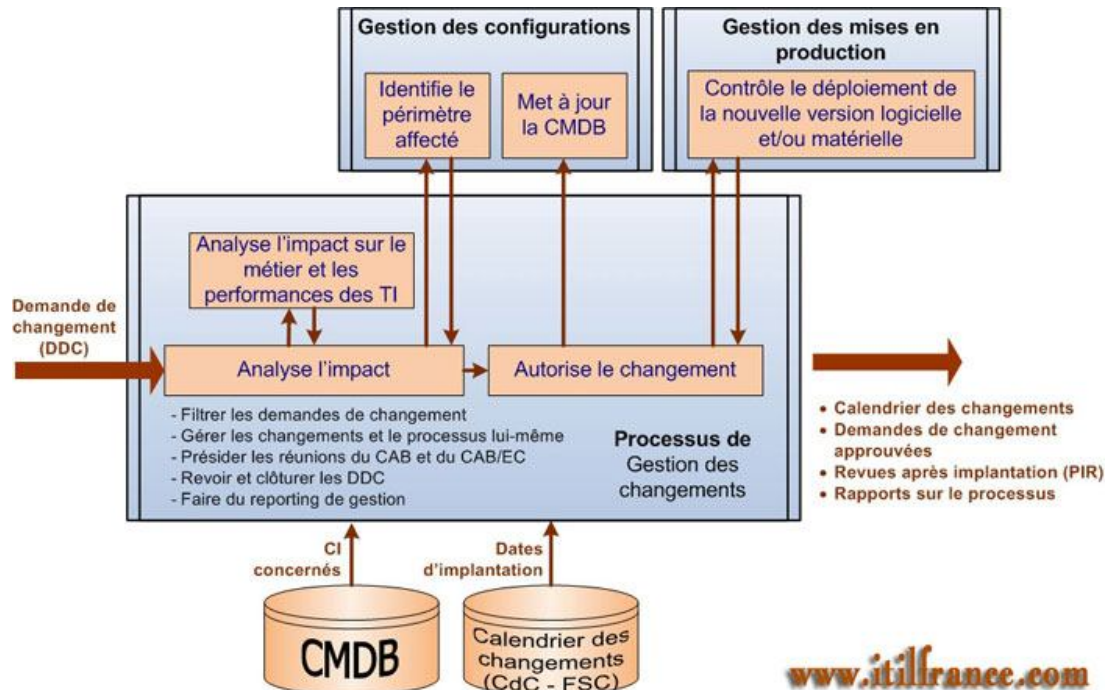 Gestion des configurations
Identifie le
périmètre
affecté
Met à jour
la CMDB
Gestion des mises en
production
Contrôle le déploiement de
la nouvelle version logicielle
et/ou matérielle
Analyse l'impact sur le
métier et les
performances des TI
Demande de
changement
(DDC)
Analyse l'impact
Autorise le changement
- Filtrer les demandes de changement
- Gérer les changements et le processus lui-même
- Présider les réunions du CAB et du CAB/EC
- Revoir et clôturer les DDC
- Faire du reporting de gestion
Processus de
Gestion des
changements
• Calendrier des changements
• Demandes de changement
approuvées
• Revues après implantation (PIR)
• Rapports sur le processus
CI
concernés
Dates
d'implantation
CMDB
Calendrier des
changements
(CdC - FSC)
www.itilfrance.com